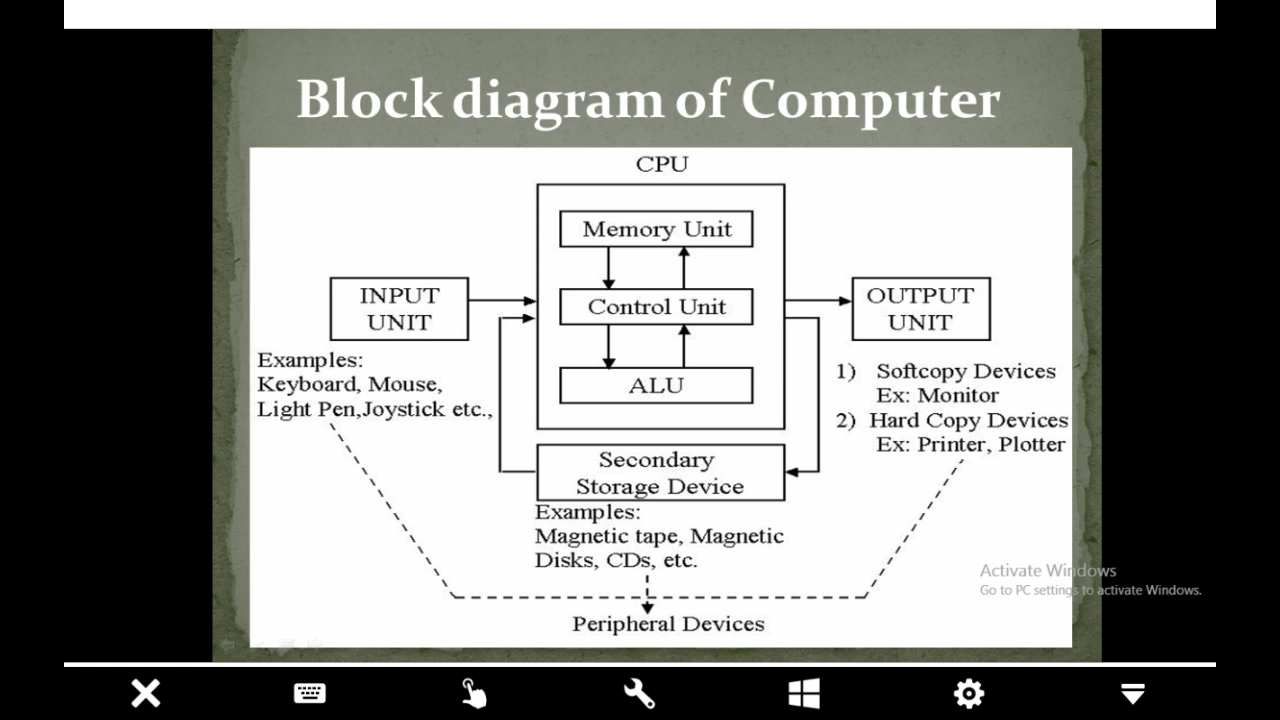 Block diagram of Computer
CPU
Memory Unit
Control Unit
ALU
INPUT
UNIT
Examples:
Keyboard, Mouse,
Light Pen,Joystick etc.,
OUTPUT
UNIT
1) Softcopy Devices
Ex: Monitor
2) Hard Copy Devices
Ex: Printer, Plotter
Secondary
Storage Device
Examples:
Magnetic tape, Magnetic
Disks, CDs, etc.
Peripheral Devices
Activate Windows
Go to PC settings to activate Windows.